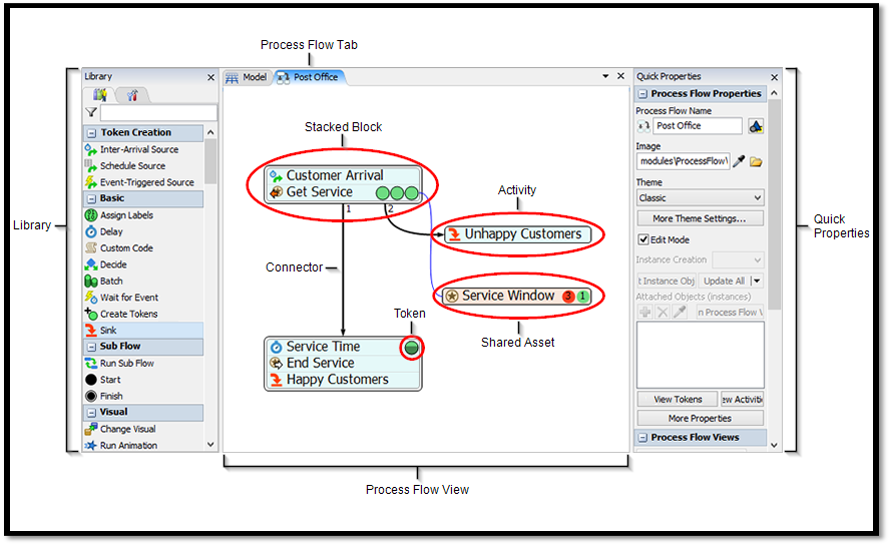 Process Flow Tab
Library
Model
Post Office
Quick Properties
Token Creation
Inter-Arrival Source
Schedule Source
Event-Triggered Source
Basic
Assign Labels
Delay
Custom Code
Decide
Batch
Wait for Event
Create Tokens
Sink
Sub Flow
Run Sub Flow
Start
Finish
Visual
Change Visual
Run Animation
Library
Stacked Block
Customer Arrival
Get Service
1
2
Activity
Unhappy Customers
Connector
Service Window
3
1
Shared Asset
Token
Service Time
End Service
Happy Customers
Process Flow View
Process Flow Properties
Process Flow Name
Post Office
Image
modules\ProcessFlow\
Theme
Classic
More Theme Settings...
Edit Mode
Instance Creation
t Instance Obj
Update All
Attached Objects (instances)
n Process Flow V
View Tokens
ew Activiti
More Properties
Process Flow Views
Quick
Properties